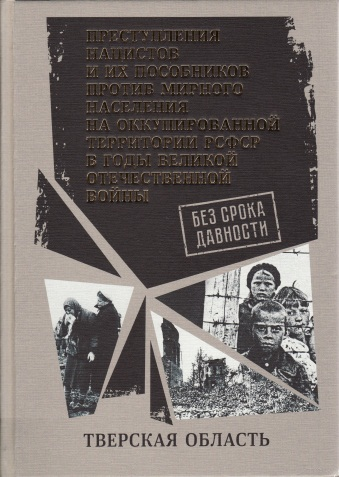 ПРЕСТУПЛЕНИЯ
НАЦИСТОВ
И ИХ ПОСОБНИКОВ
ПРОТИВ МИРНОГО
НАСЕЛЕНИЯ
НА ОККУПИРОВАННОЙ
ТЕРРИТОРИИ РСФСР
В ГОДЫ ВЕЛИКОЙ
ОТЕЧЕСТВЕННОЙ
ВОЙНЫ
БЕЗ СРОКА
ДАВНОСТИ
ТВЕРСКАЯ ОБЛАСТЬ